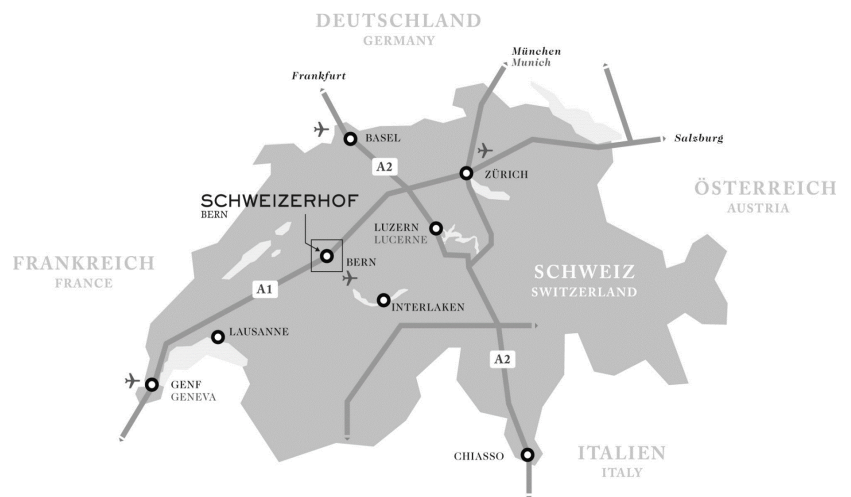 DEUTSCHLAND
GERMANY
München
Munich
Frankfurt
BASEL
Salzburg
A2
ZÜRICH
ÖSTERREICH
AUSTRIA
SCHWEIZERHOF
BERN
LUZERN
LUCERNE
FRANKREICH
FRANCE
BERN
SCHWEIZ
SWITZERLAND
A1
INTERLAKEN
LAUSANNE
A2
GENF
GENEVA
CHIASSO
ITALIEN
ITALY